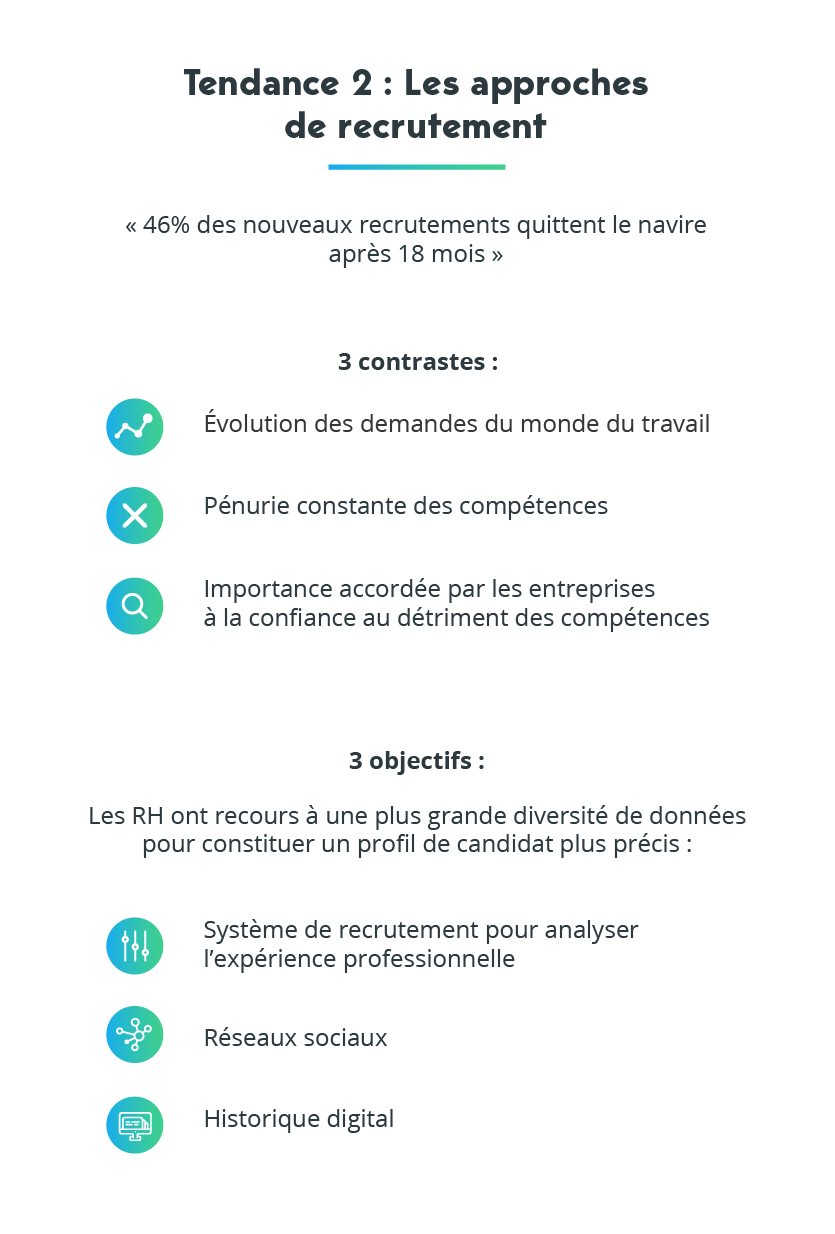 Tendance 2 : Les approches
de recrutement
« 46% des nouveaux recrutements quittent le navire
après 18 mois »
3 contrastes :
Évolution des demandes du monde du travail
Pénurie constante des compétences
Importance accordée par les entreprises
à la confiance au détriment des compétences
3 objectifs :
Les RH ont recours à une plus grande diversité de données
pour constituer un profil de candidat plus précis :
Système de recrutement pour analyser
l’expérience professionnelle
Réseaux sociaux
Historique digital